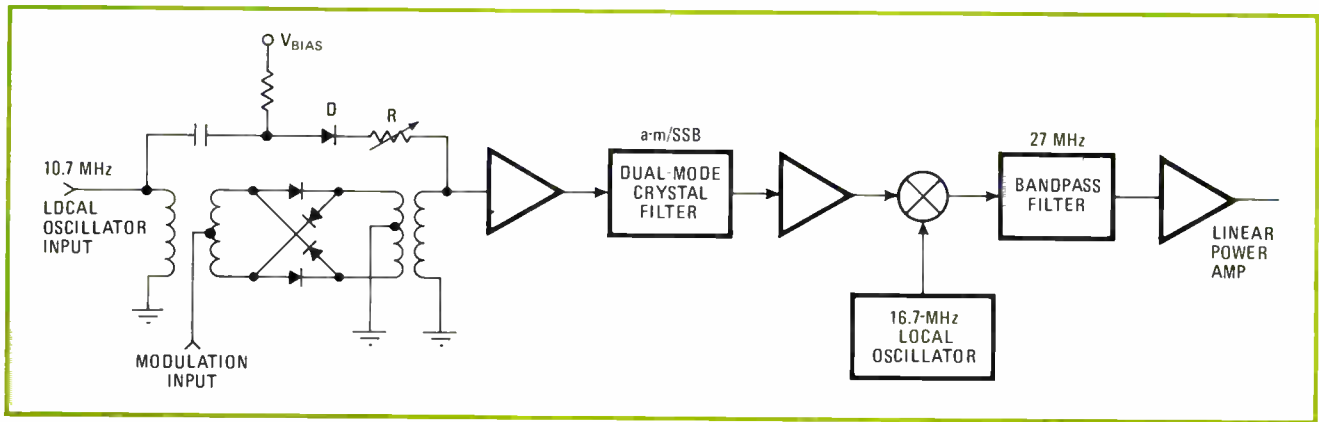 V_BIAS
D
R
10.7 MHz
LOCAL
OSCILLATOR
INPUT
MODULATION
INPUT
a-m/SSB
DUAL-MODE
CRYSTAL
FILTER
16.7-MHz
LOCAL
OSCILLATOR
27 MHz
BANDPASS
FILTER
LINEAR
POWER
AMP